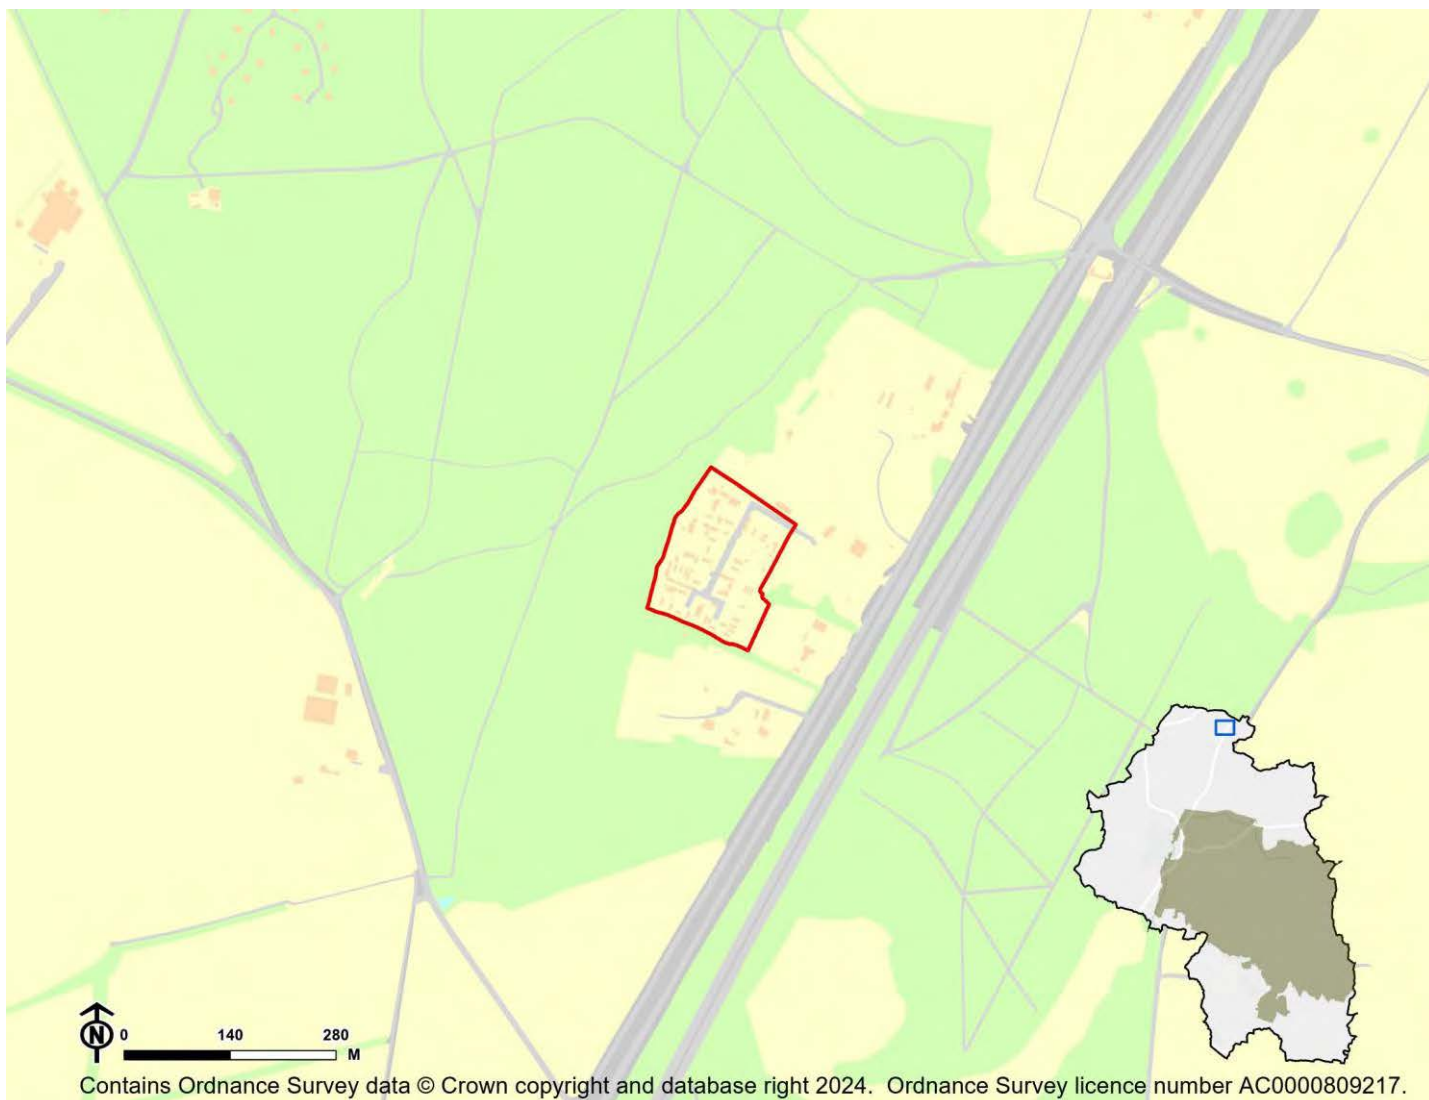 N 0 140 280
M
Contains Ordnance Survey data © Crown copyright and database right 2024. Ordnance Survey licence number AC0000809217.